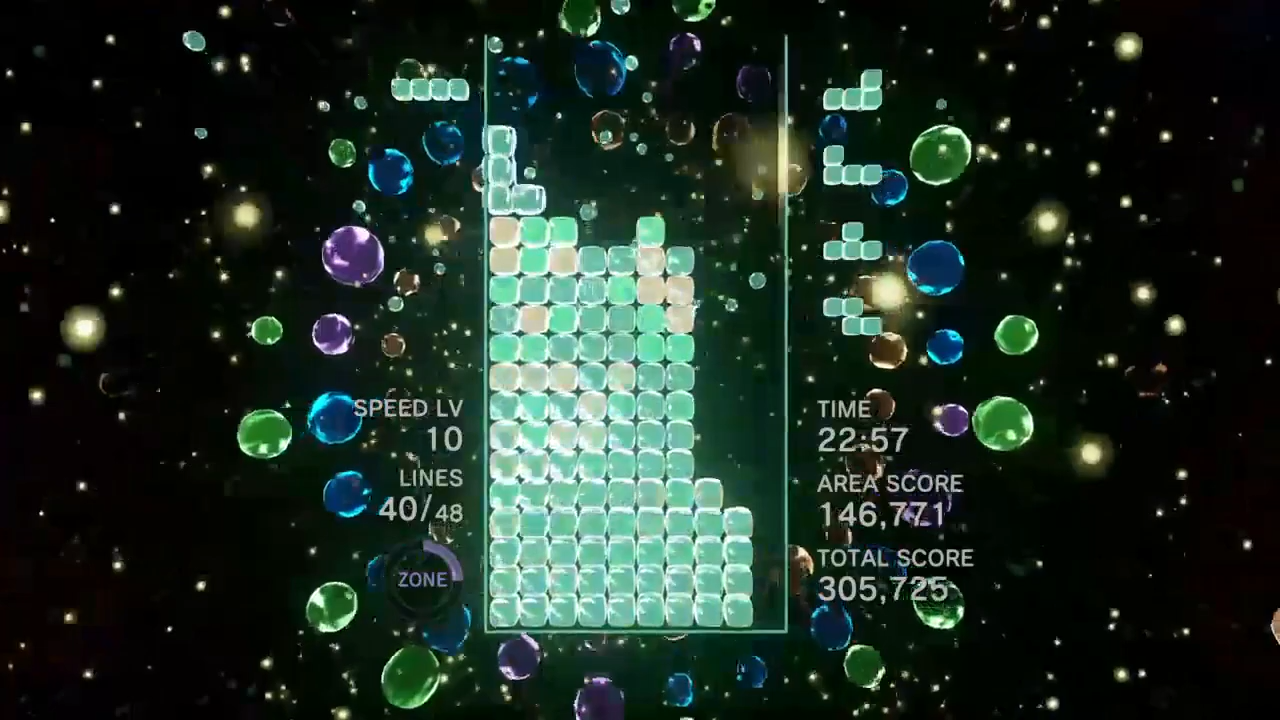 SPEED LV
10
LINES
40/48
ZONE
TIME
22:57
AREA SCORE
146,771
TOTAL SCORE
305,725